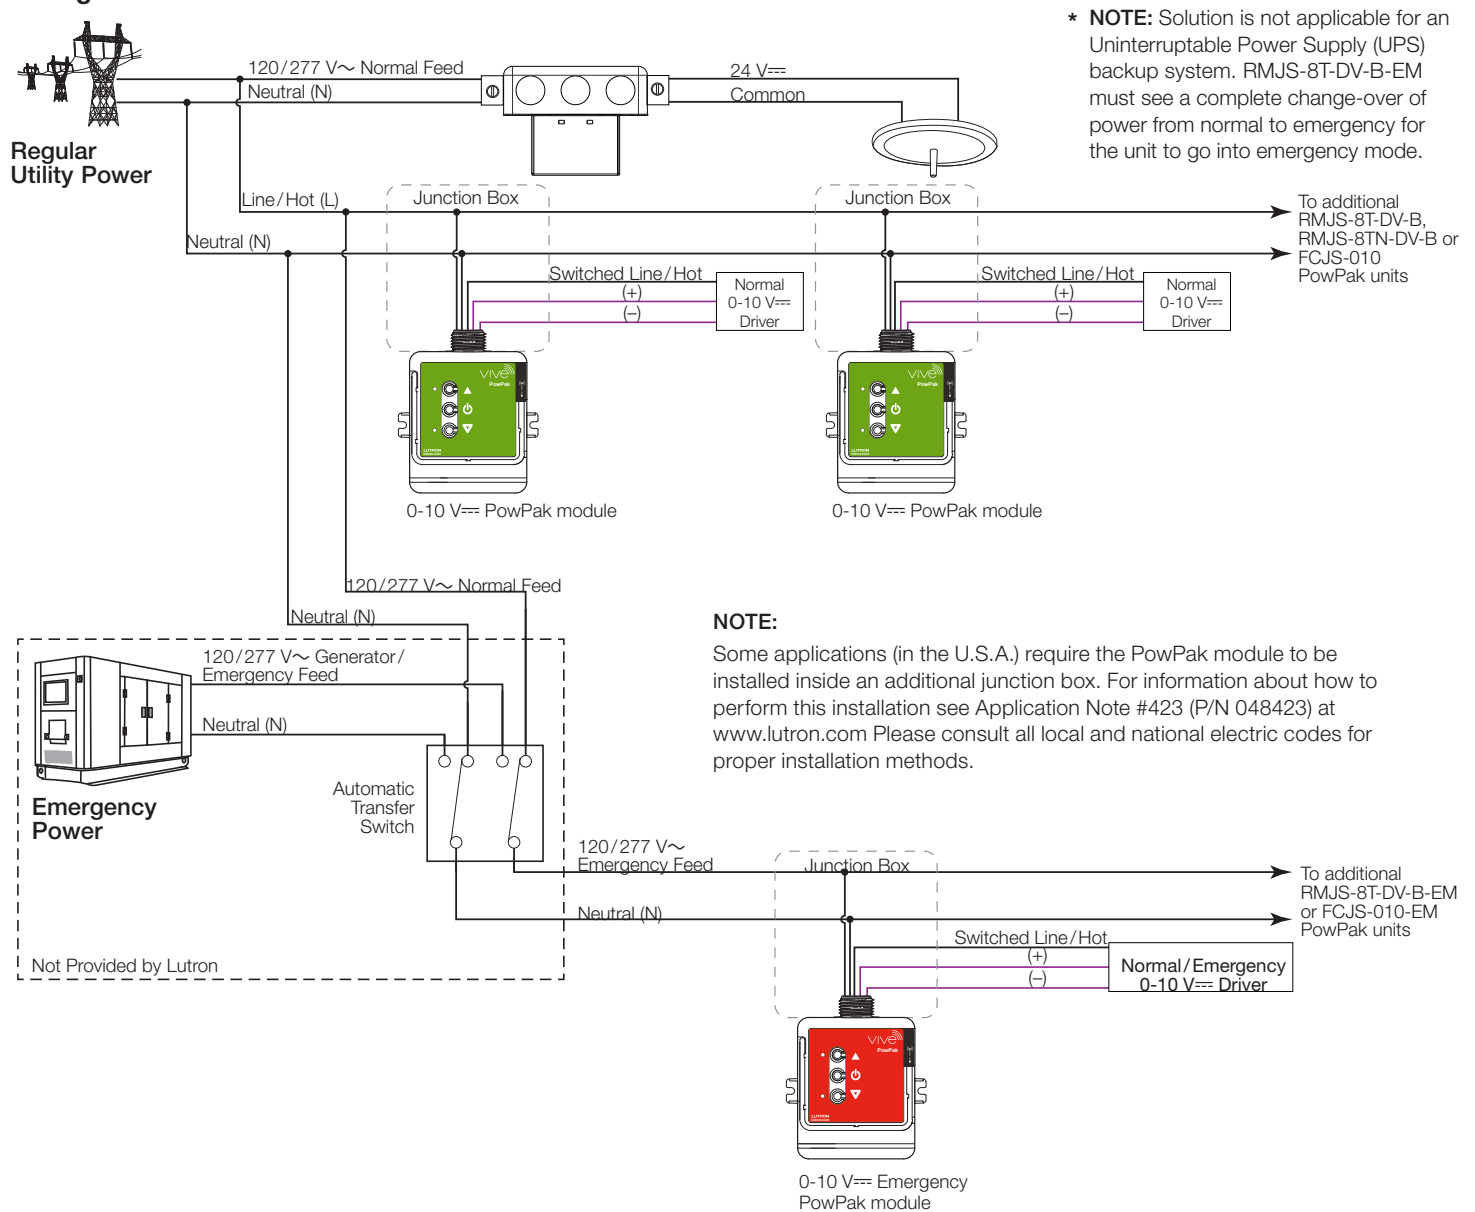 * NOTE: Solution is not applicable for an
Uninterruptable Power Supply (UPS)
backup system. RMJS-8T-DV-B-EM
must see a complete change-over of
power from normal to emergency for
the unit to go into emergency mode.
120/277 V~ Normal Feed
Neutral (N)
24 V⎓
Common
Regular
Utility Power
Line/Hot (L)
Junction Box
Junction Box
To additional
RMJS-8T-DV-B,
RMJS-8TN-DV-B or
FCJS-010
PowPak units
Neutral (N)
Switched Line/Hot
(+)
(–)
Normal
0-10 V⎓
Driver
Switched Line/Hot
(+)
(–)
Normal
0-10 V⎓
Driver
VIVE
PowPak
LUTRON
VIVE
PowPak
LUTRON
0-10 V⎓ PowPak module
0-10 V⎓ PowPak module
120/277 V~ Normal Feed
Neutral (N)
NOTE:
Some applications (in the U.S.A.) require the PowPak module to be
installed inside an additional junction box. For information about how to
perform this installation see Application Note #423 (P/N 048423) at
www.lutron.com Please consult all local and national electric codes for
proper installation methods.
120/277 V~ Generator/
Emergency Feed
Neutral (N)
Automatic
Transfer
Switch
Emergency
Power
Not Provided by Lutron
120/277 V~
Emergency Feed
Junction Box
To additional
RMJS-8T-DV-B-EM
or FCJS-010-EM
PowPak units
Neutral (N)
Switched Line/Hot
(+)
(–)
Normal/Emergency
0-10 V⎓ Driver
VIVE
PowPak
LUTRON
0-10 V⎓ Emergency
PowPak module